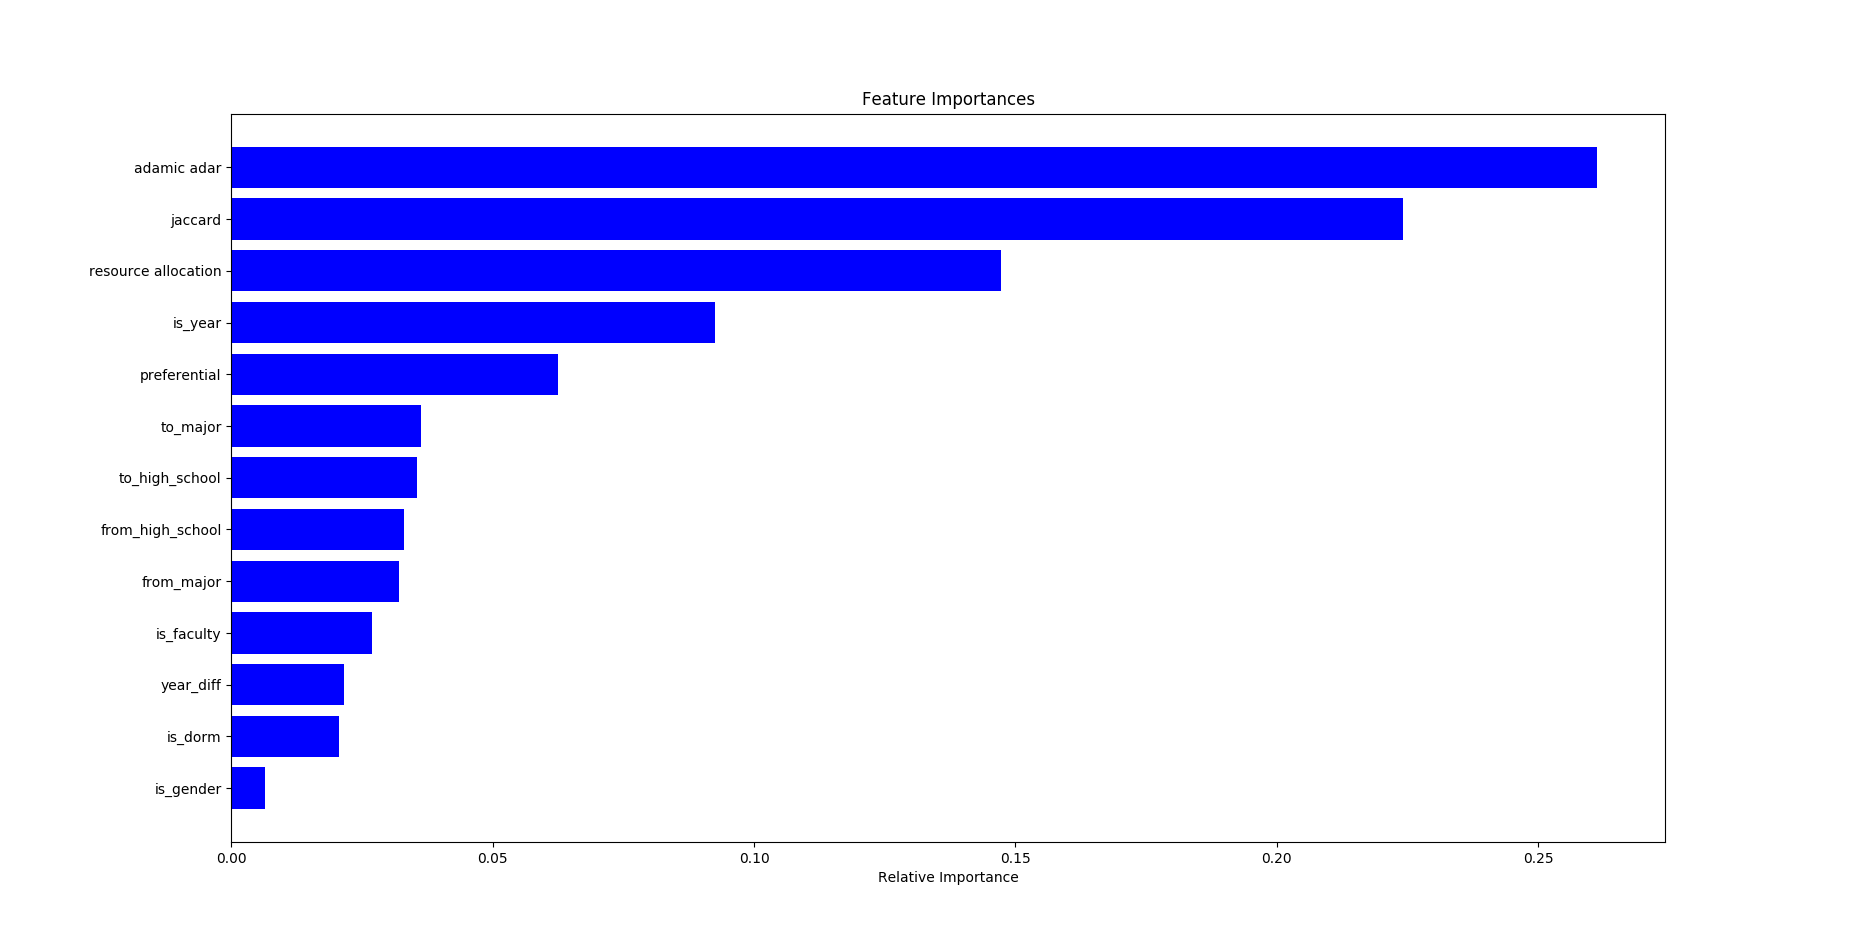 Feature Importances
adamic adar
jaccard
resource allocation
is_year
preferential
to_major
to_high_school
from_high_school
from_major
is_faculty
year_diff
is_dorm
is_gender
0.00 0.05 0.10 0.15 0.20 0.25
Relative Importance